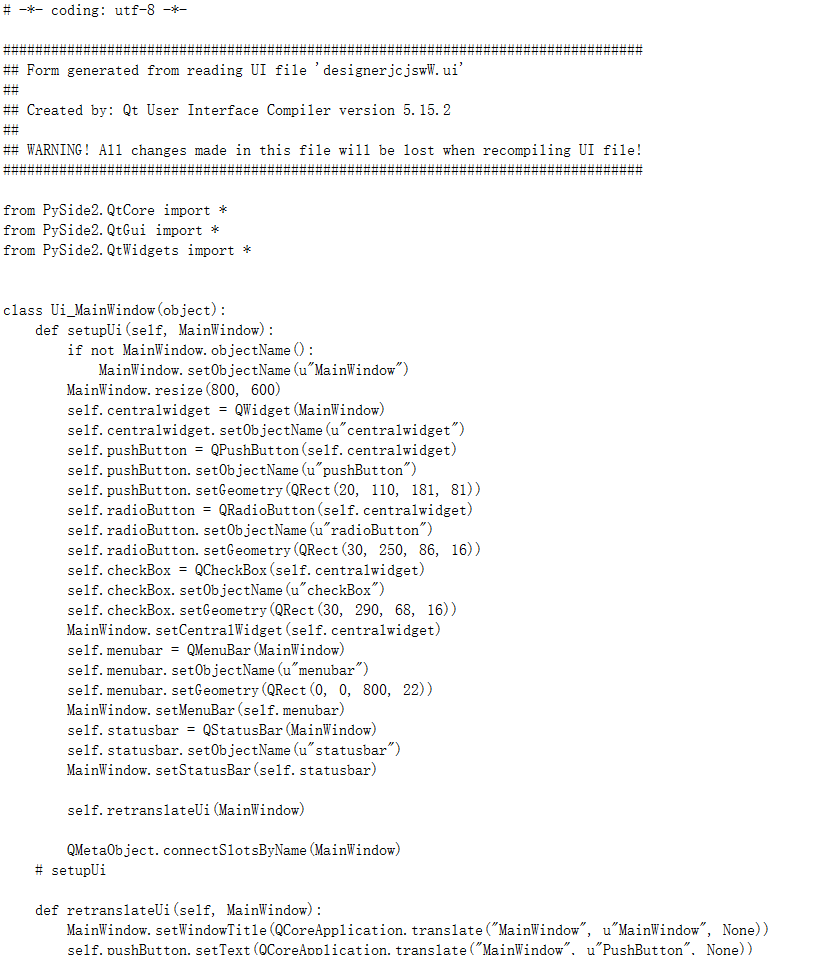 # -*- coding: utf-8 -*-
################################################################################
## Form generated from reading UI file 'designerjcjswW.ui'
##
## Created by: Qt User Interface Compiler version 5.15.2
##
## WARNING! All changes made in this file will be lost when recompiling UI file!
################################################################################
from PySide2.QtCore import *
from PySide2.QtGui import *
from PySide2.QtWidgets import *
class Ui_MainWindow(object):
    def setupUi(self, MainWindow):
        if not MainWindow.objectName():
            MainWindow.setObjectName(u"MainWindow")
        MainWindow.resize(800, 600)
        self.centralwidget = QWidget(MainWindow)
        self.centralwidget.setObjectName(u"centralwidget")
        self.pushButton = QPushButton(self.centralwidget)
        self.pushButton.setObjectName(u"pushButton")
        self.pushButton.setGeometry(QRect(20, 110, 181, 81))
        self.radioButton = QRadioButton(self.centralwidget)
        self.radioButton.setObjectName(u"radioButton")
        self.radioButton.setGeometry(QRect(30, 250, 86, 16))
        self.checkBox = QCheckBox(self.centralwidget)
        self.checkBox.setObjectName(u"checkBox")
        self.checkBox.setGeometry(QRect(30, 290, 68, 16))
        MainWindow.setCentralWidget(self.centralwidget)
        self.menubar = QMenuBar(MainWindow)
        self.menubar.setObjectName(u"menubar")
        self.menubar.setGeometry(QRect(0, 0, 800, 22))
        MainWindow.setMenuBar(self.menubar)
        self.statusbar = QStatusBar(MainWindow)
        self.statusbar.setObjectName(u"statusbar")
        MainWindow.setStatusBar(self.statusbar)
        self.retranslateUi(MainWindow)
        QMetaObject.connectSlotsByName(MainWindow)
    # setupUi
    def retranslateUi(self, MainWindow):
        MainWindow.setWindowTitle(QCoreApplication.translate("MainWindow", u"MainWindow", None))
        self.pushButton.setText(QCoreApplication.translate("MainWindow", u"PushButton", None))